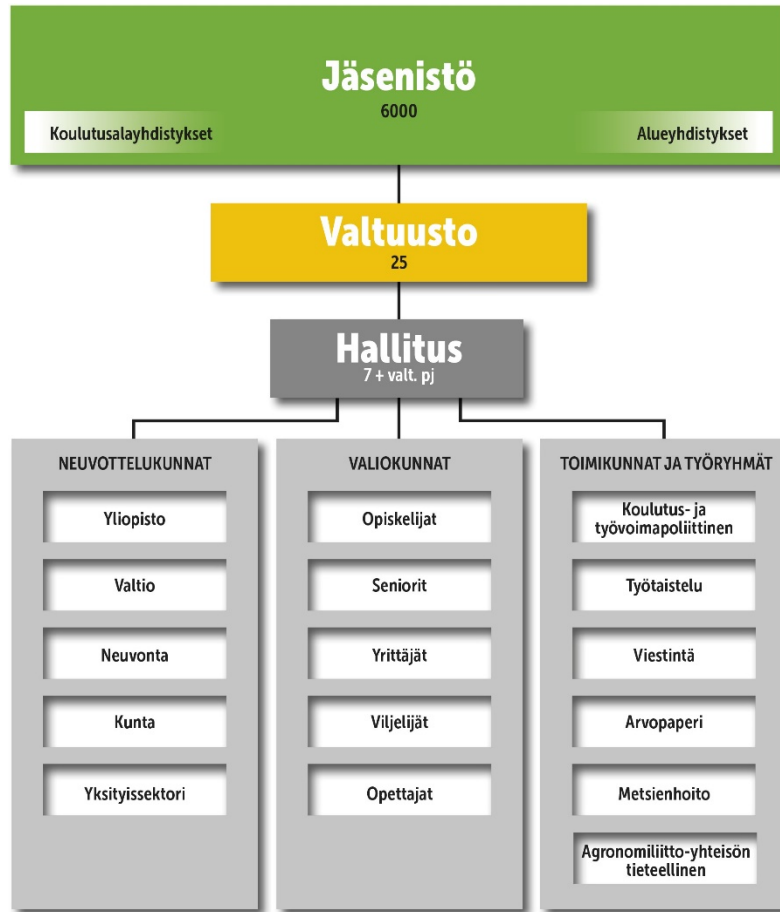 Jäsenistö
6000
Koulutusalayhdistykset
Alueyhdistykset
Valtuusto
25
Hallitus
7 + valt. pj
NEUVOTTELUKUNNAT
Yliopisto
Valtio
Neuvonta
Kunta
Yksityissektori
VALIOKUNNAT
Opiskelijat
Seniorit
Yrittäjät
Viljelijät
Opettajat
TOIMIKUNNAT JA TYÖRYHMÄT
Koulutus- ja
työvoimapoliittinen
Työtaistelu
Viestintä
Arvopaperi
Metsienhoito
Agronomiliitto-yhteisön
tieteellinen